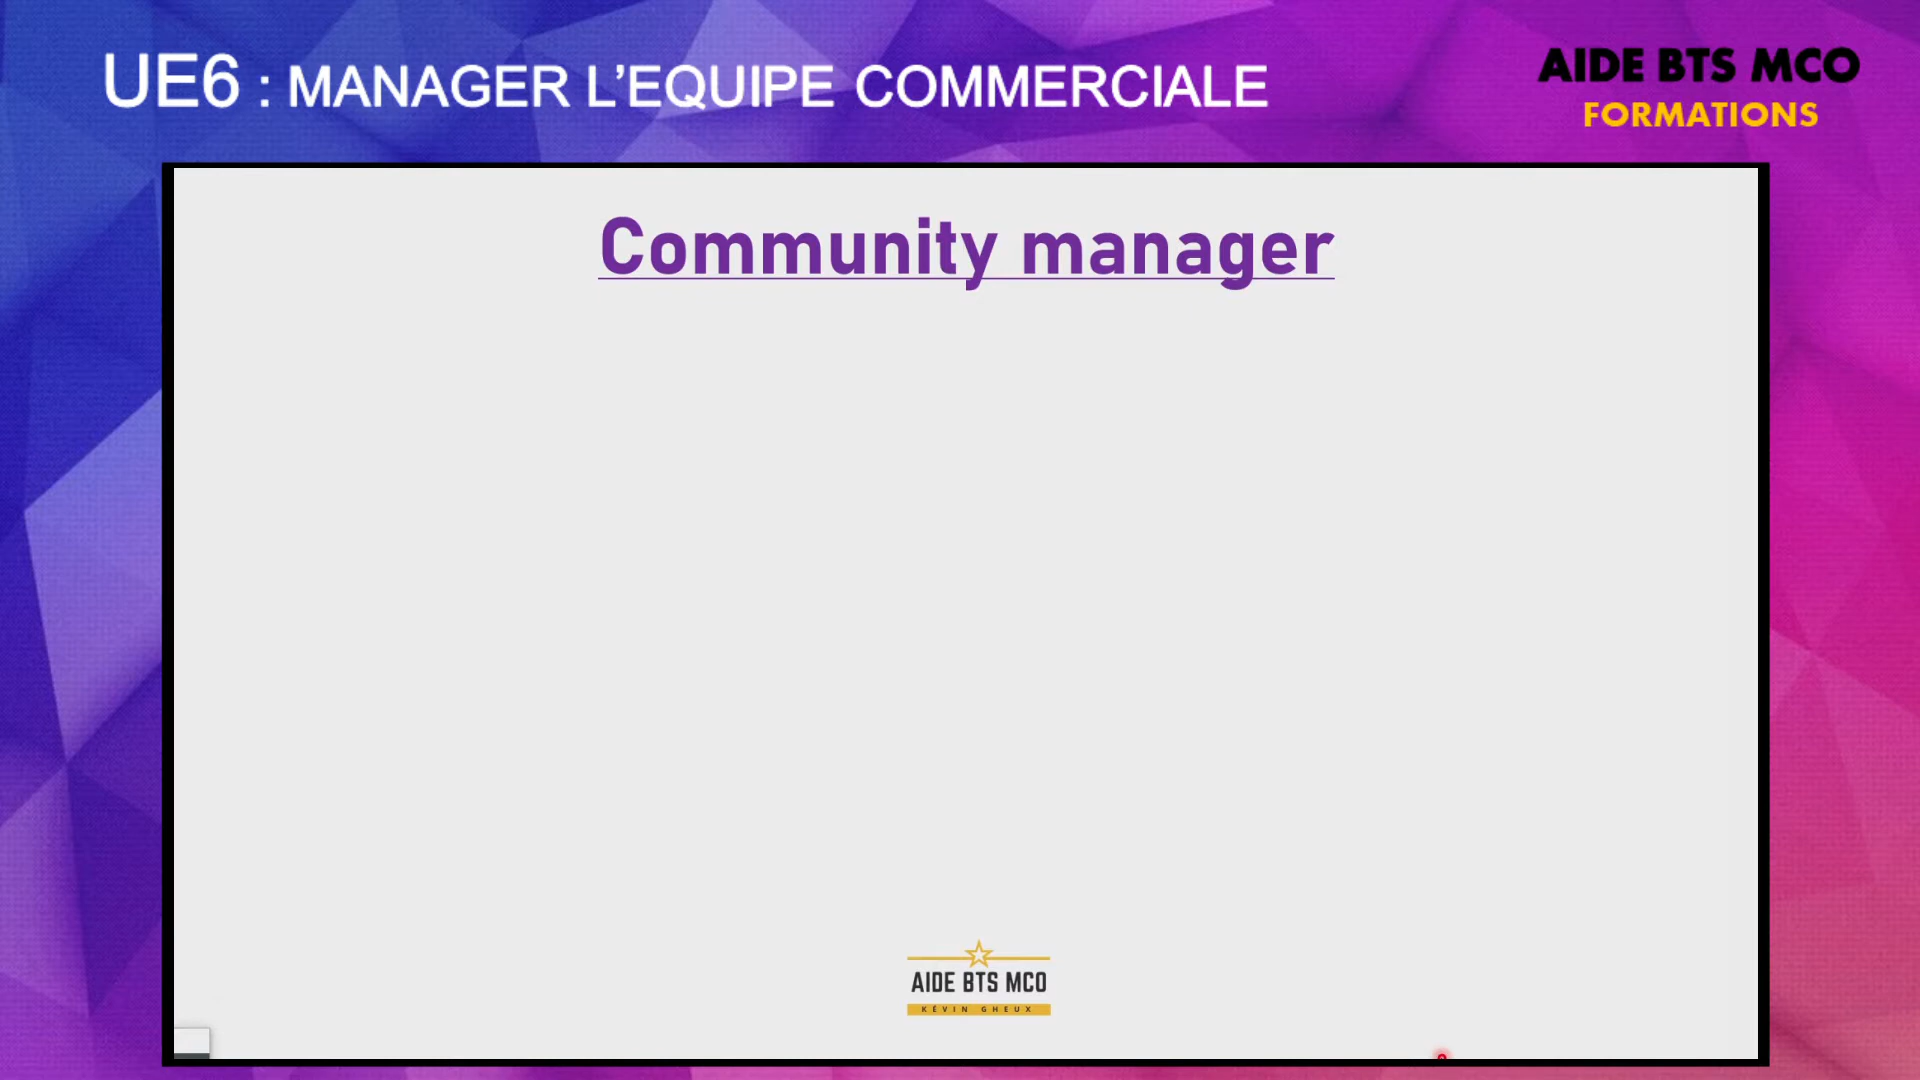 UE6 : MANAGER L’EQUIPE COMMERCIALE
AIDE BTS MCO
FORMATIONS
Community manager
AIDE BTS MCO
KÉVIN GHEUX